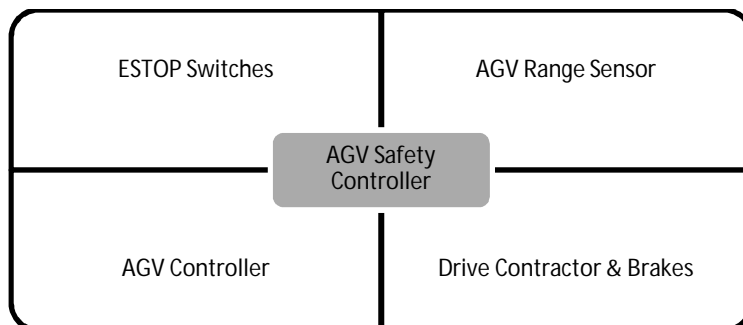 ESTOP Switches
AGV Range Sensor
AGV Safety
Controller
AGV Controller
Drive Contractor & Brakes